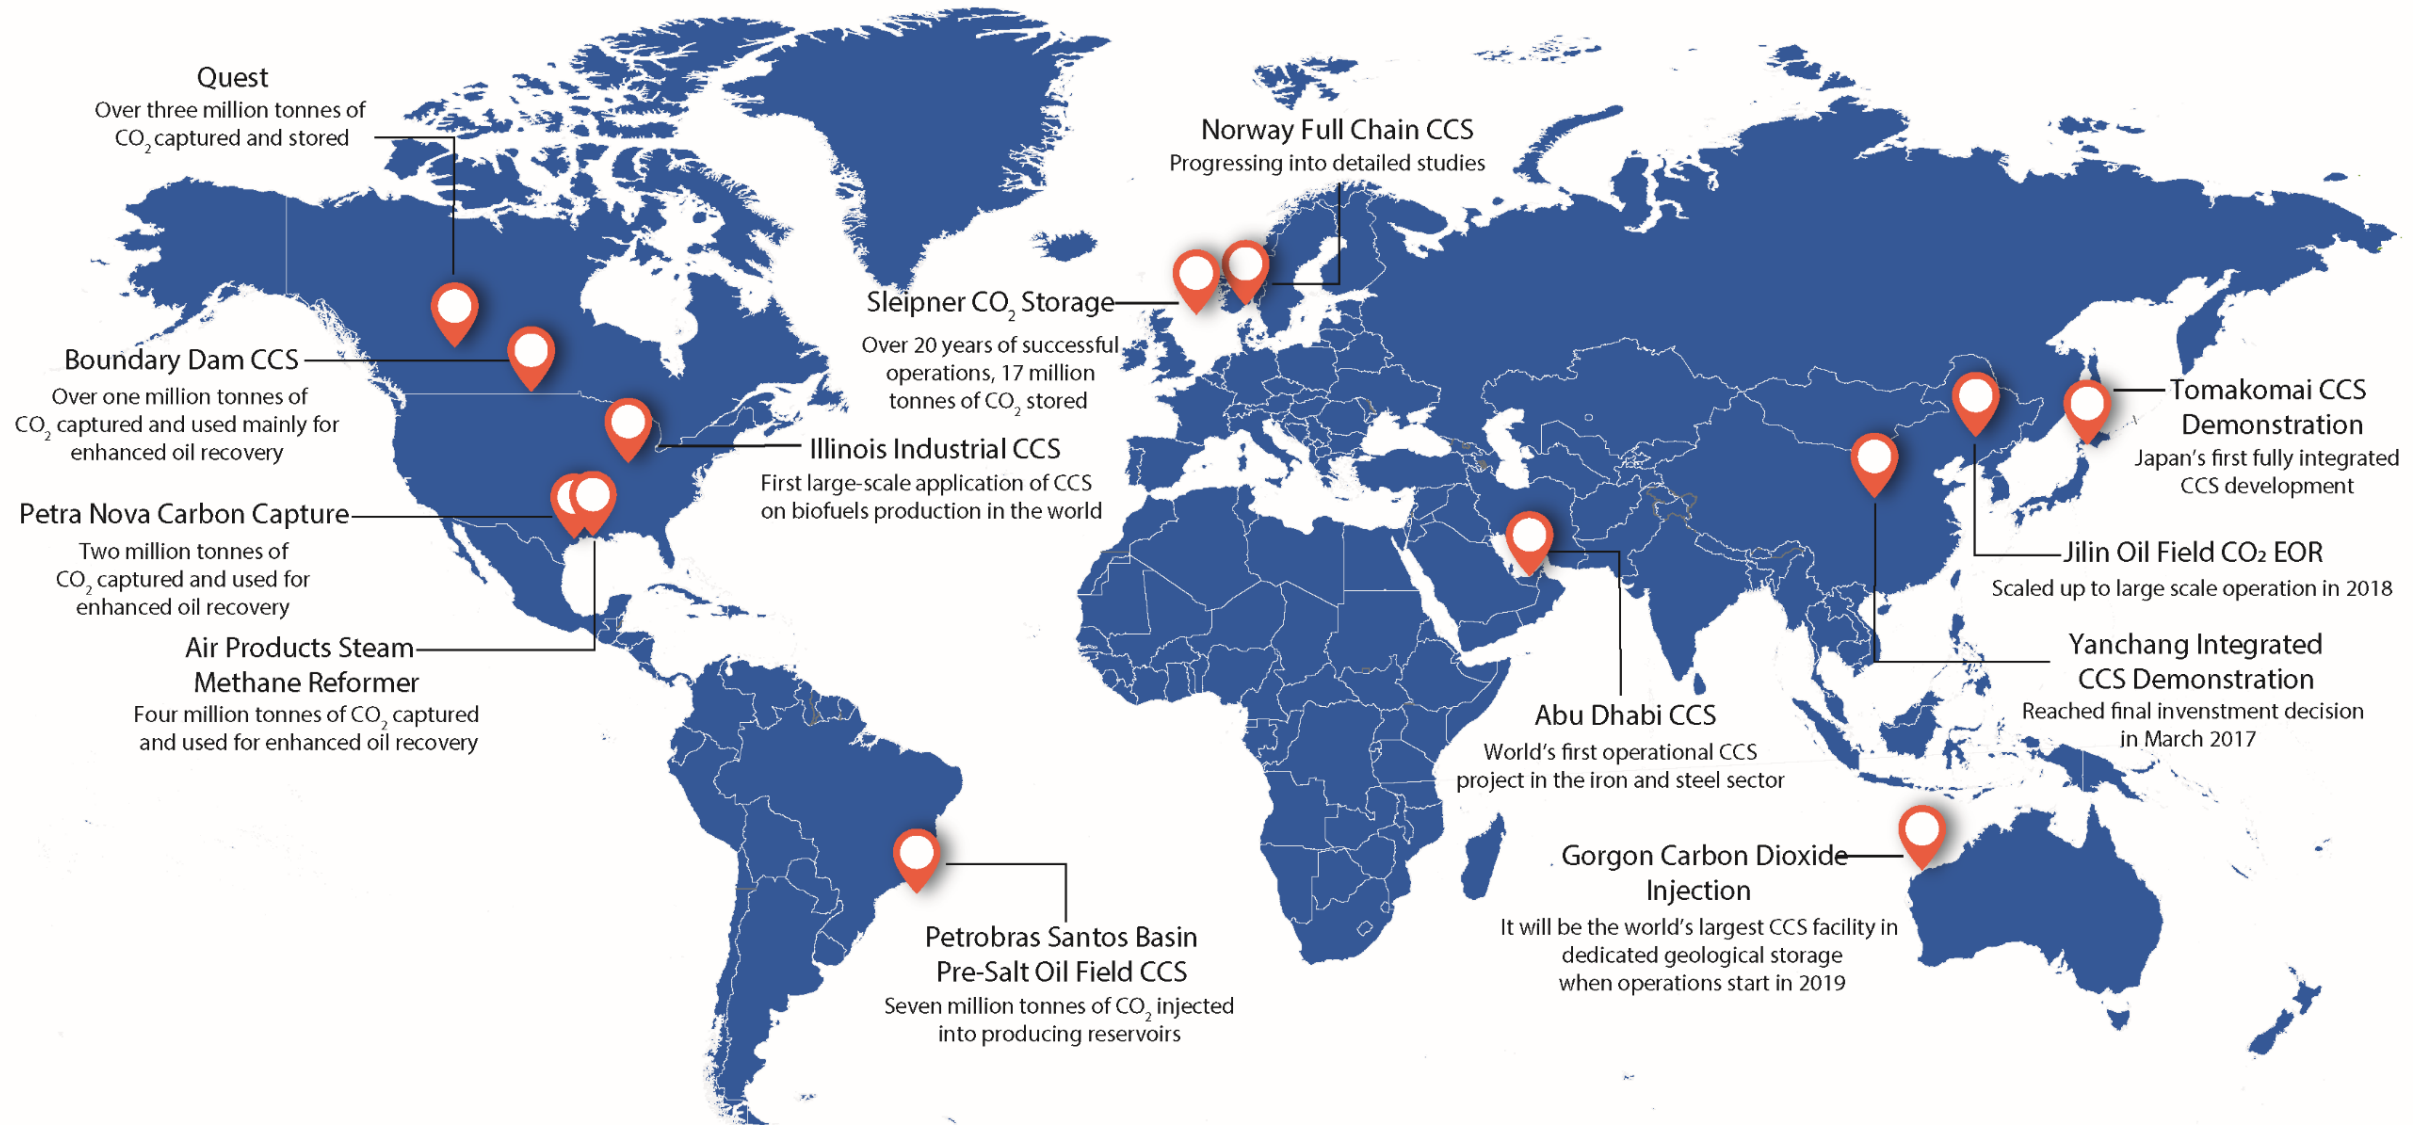 Quest
Over three million tonnes of
CO₂ captured and stored
Boundary Dam CCS
Over one million tonnes of
CO₂ captured and used mainly for
enhanced oil recovery
Petra Nova Carbon Capture
Two million tonnes of
CO₂ captured and used for
enhanced oil recovery
Air Products Steam
Methane Reformer
Four million tonnes of CO₂ captured
and used for enhanced oil recovery
Illinois Industrial CCS
First large-scale application of CCS
on biofuels production in the world
Petrobras Santos Basin
Pre-Salt Oil Field CCS
Seven million tonnes of CO₂ injected
into producing reservoirs
Norway Full Chain CCS
Progressing into detailed studies
Sleipner CO₂ Storage
Over 20 years of successful
operations, 17 million
tonnes of CO₂ stored
Abu Dhabi CCS
World's first operational CCS
project in the iron and steel sector
Tomakomai CCS
Demonstration
Japan's first fully integrated
CCS development
Jilin Oil Field CO₂ EOR
Scaled up to large scale operation in 2018
Yanchang Integrated
CCS Demonstration
Reached final invenstment decision
in March 2017
Gorgon Carbon Dioxide
Injection
It will be the world's largest CCS facility in
dedicated geological storage
when operations start in 2019